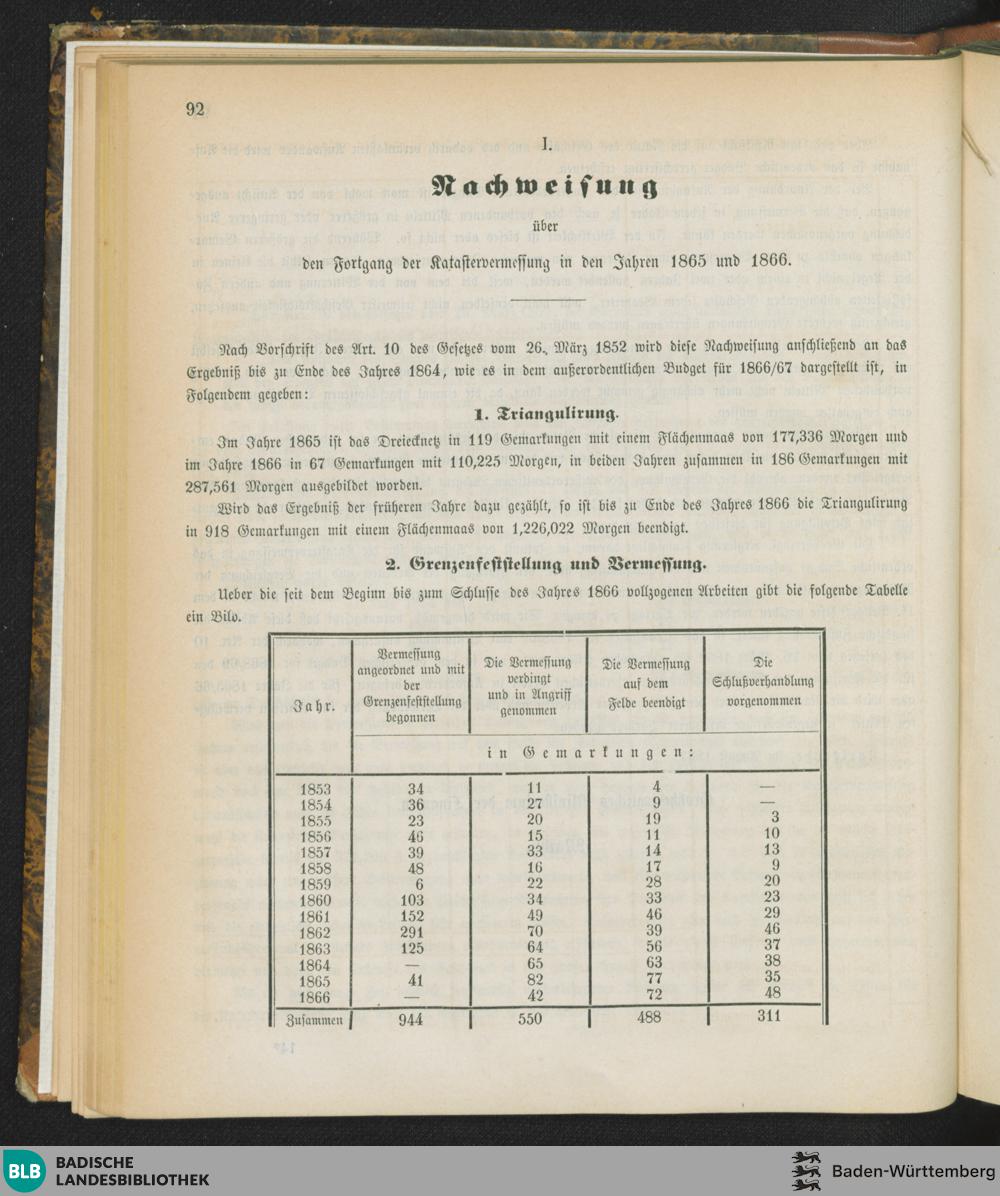 92
I.
Nachweisung
über
den Fortgang der Katastervermessung in den Jahren 1865 und 1866.
Nach Vorschrift des Art. 10 des Gesetzes vom 26. März 1852 wird diese Nachweisung anschließend an das
Ergebniß bis zu Ende des Jahres 1864, wie es in dem außerordentlichen Budget für 1866/67 dargestellt ist, in
Folgendem gegeben:
1. Triangulirung.
Im Jahre 1865 ist das Dreiecknetz in 119 Gemarkungen mit einem Flächenmaas von 177,336 Morgen und
im Jahre 1866 in 67 Gemarkungen mit 110,225 Morgen, in beiden Jahren zusammen in 186 Gemarkungen mit
287,561 Morgen ausgebildet worden.
Wird das Ergebniß der früheren Jahre dazu gezählt, so ist bis zu Ende des Jahres 1866 die Triangulirung
in 918 Gemarkungen mit einem Flächenmaas von 1,226,022 Morgen beendigt.
2. Grenzenfeststellung und Vermessung.
Ueber die seit dem Beginn bis zum Schlusse des Jahres 1866 vollzogenen Arbeiten gibt die folgende Tabelle
ein Bild.
Jahr. | Vermessung angeordnet und mit der Grenzenfeststellung begonnen | Die Vermessung verdingt und in Angriff genommen | Die Vermessung auf dem Felde beendigt | Die Schlußverhandlung vorgenommen
in Gemarkungen:
1853 34 11 4 —
1854 36 27 9 —
1855 23 20 19 3
1856 46 15 11 10
1857 39 33 14 13
1858 48 16 17 9
1859 6 22 28 20
1860 103 34 33 23
1861 152 49 46 29
1862 291 70 39 46
1863 125 64 56 37
1864 — 65 63 38
1865 41 82 77 35
1866 — 42 72 48
Zusammen 944 550 488 311
BLB BADISCHE
LANDESBIBLIOTHEK
Baden-Württemberg